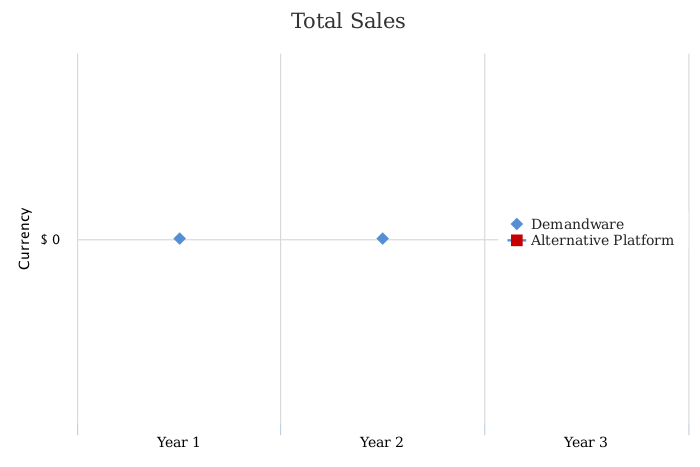 Total Sales
Currency
$ 0
Demandware
Alternative Platform
Year 1
Year 2
Year 3